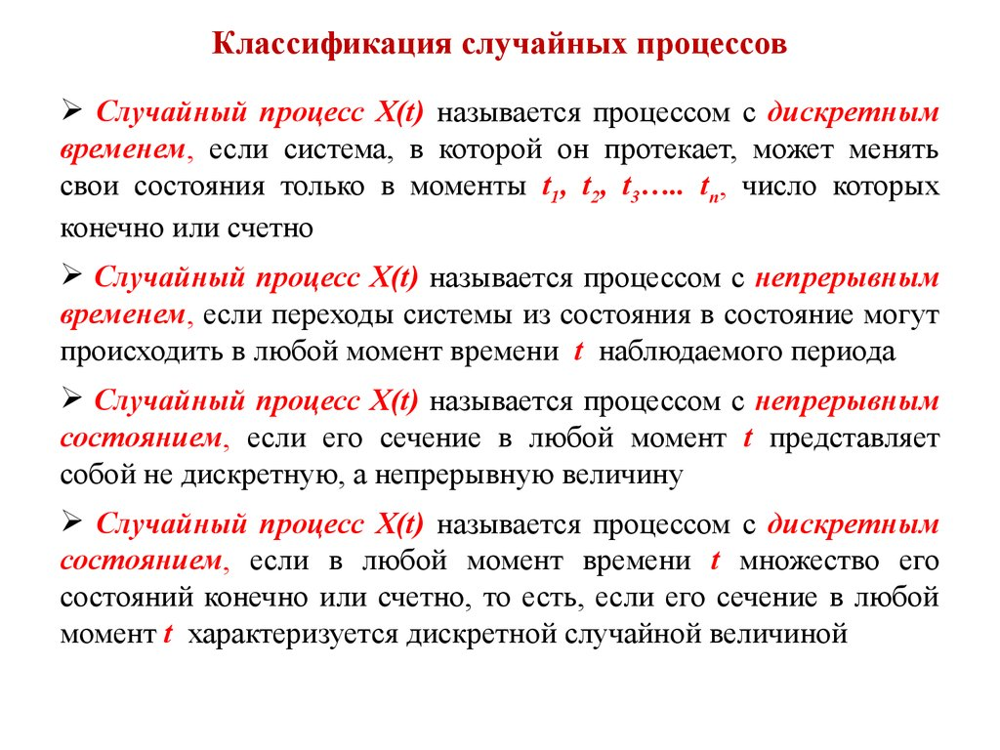 Классификация случайных процессов
➢ Случайный процесс X(t) называется процессом с дискретным
временем, если система, в которой он протекает, может менять
свои состояния только в моменты t₁, t₂, t₃….. tₙ, число которых
конечно или счетно
➢ Случайный процесс X(t) называется процессом с непрерывным
временем, если переходы системы из состояния в состояние могут
происходить в любой момент времени t наблюдаемого периода
➢ Случайный процесс X(t) называется процессом с непрерывным
состоянием, если его сечение в любой момент t представляет
собой не дискретную, а непрерывную величину
➢ Случайный процесс X(t) называется процессом с дискретным
состоянием, если в любой момент времени t множество его
состояний конечно или счетно, то есть, если его сечение в любой
момент t характеризуется дискретной случайной величиной